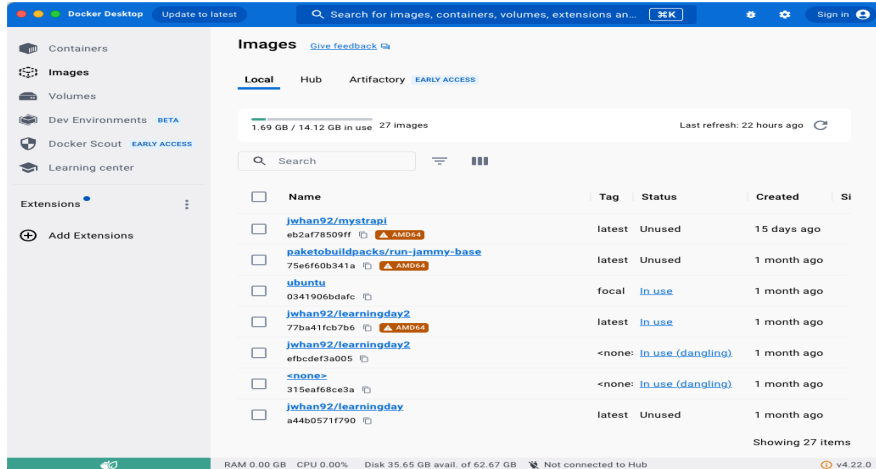 Docker Desktop Update to latest Search for images, containers, volumes, extensions an... ⌘K Sign in
Containers
Images
Volumes
Dev Environments BETA
Docker Scout EARLY ACCESS
Learning center
Extensions
Add Extensions
Images Give feedback
Local Hub Artifactory EARLY ACCESS
1.69 GB / 14.12 GB in use 27 images Last refresh: 22 hours ago
Search
Name Tag Status Created Si
jwhan92/mystrapi
eb2af78509ff AMD64 latest Unused 15 days ago
paketobuildpacks/run-jammy-base
75e6f60b341a AMD64 latest Unused 1 month ago
ubuntu
0341906bdafc focal In use 1 month ago
jwhan92/learningday2
77ba41fcb7b6 AMD64 latest In use 1 month ago
jwhan92/learningday2
efbcdef3a005 <none: In use (dangling) 1 month ago
<none>
315eaf68ce3a <none: In use (dangling) 1 month ago
jwhan92/learningday
a44b0571f790 latest Unused 1 month ago
Showing 27 items
RAM 0.00 GB CPU 0.00% Disk 35.65 GB avail. of 62.67 GB Not connected to Hub v4.22.0